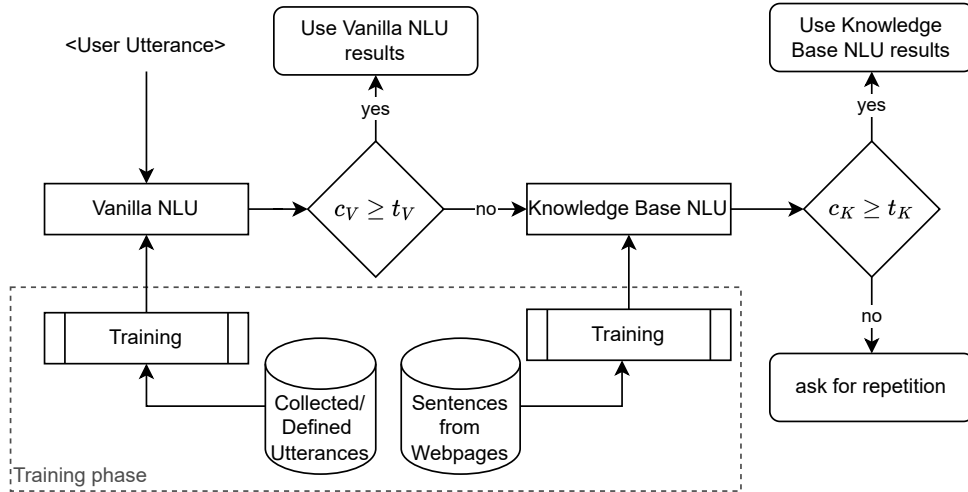 <User Utterance>
Use Vanilla NLU
results
Use Knowledge
Base NLU results
yes
yes
Vanilla NLU
c_V ≥ t_V
no
Knowledge Base NLU
c_K ≥ t_K
no
Training
Training
ask for repetition
Collected/
Defined
Utterances
Sentences
from
Webpages
Training phase